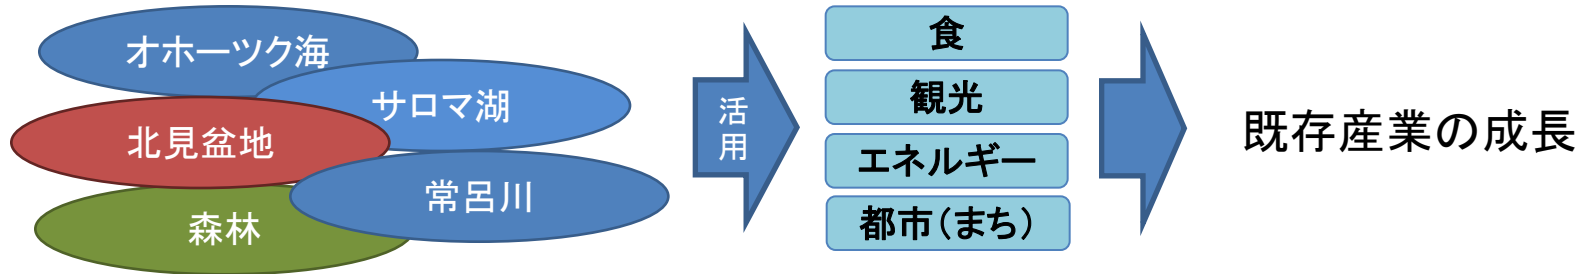 オホーツク海
サロマ湖
北見盆地
常呂川
森林
活用
食
観光
エネルギー
都市（まち）
既存産業の成長